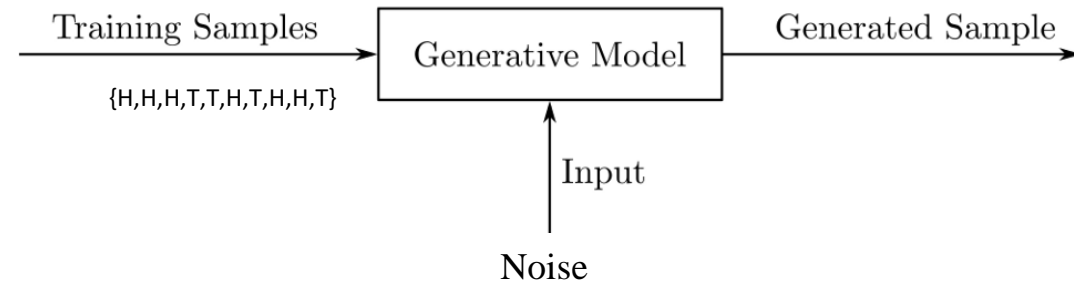 Training Samples
Generative Model
Generated Sample
{H,H,H,T,T,H,T,H,H,T}
Input
Noise